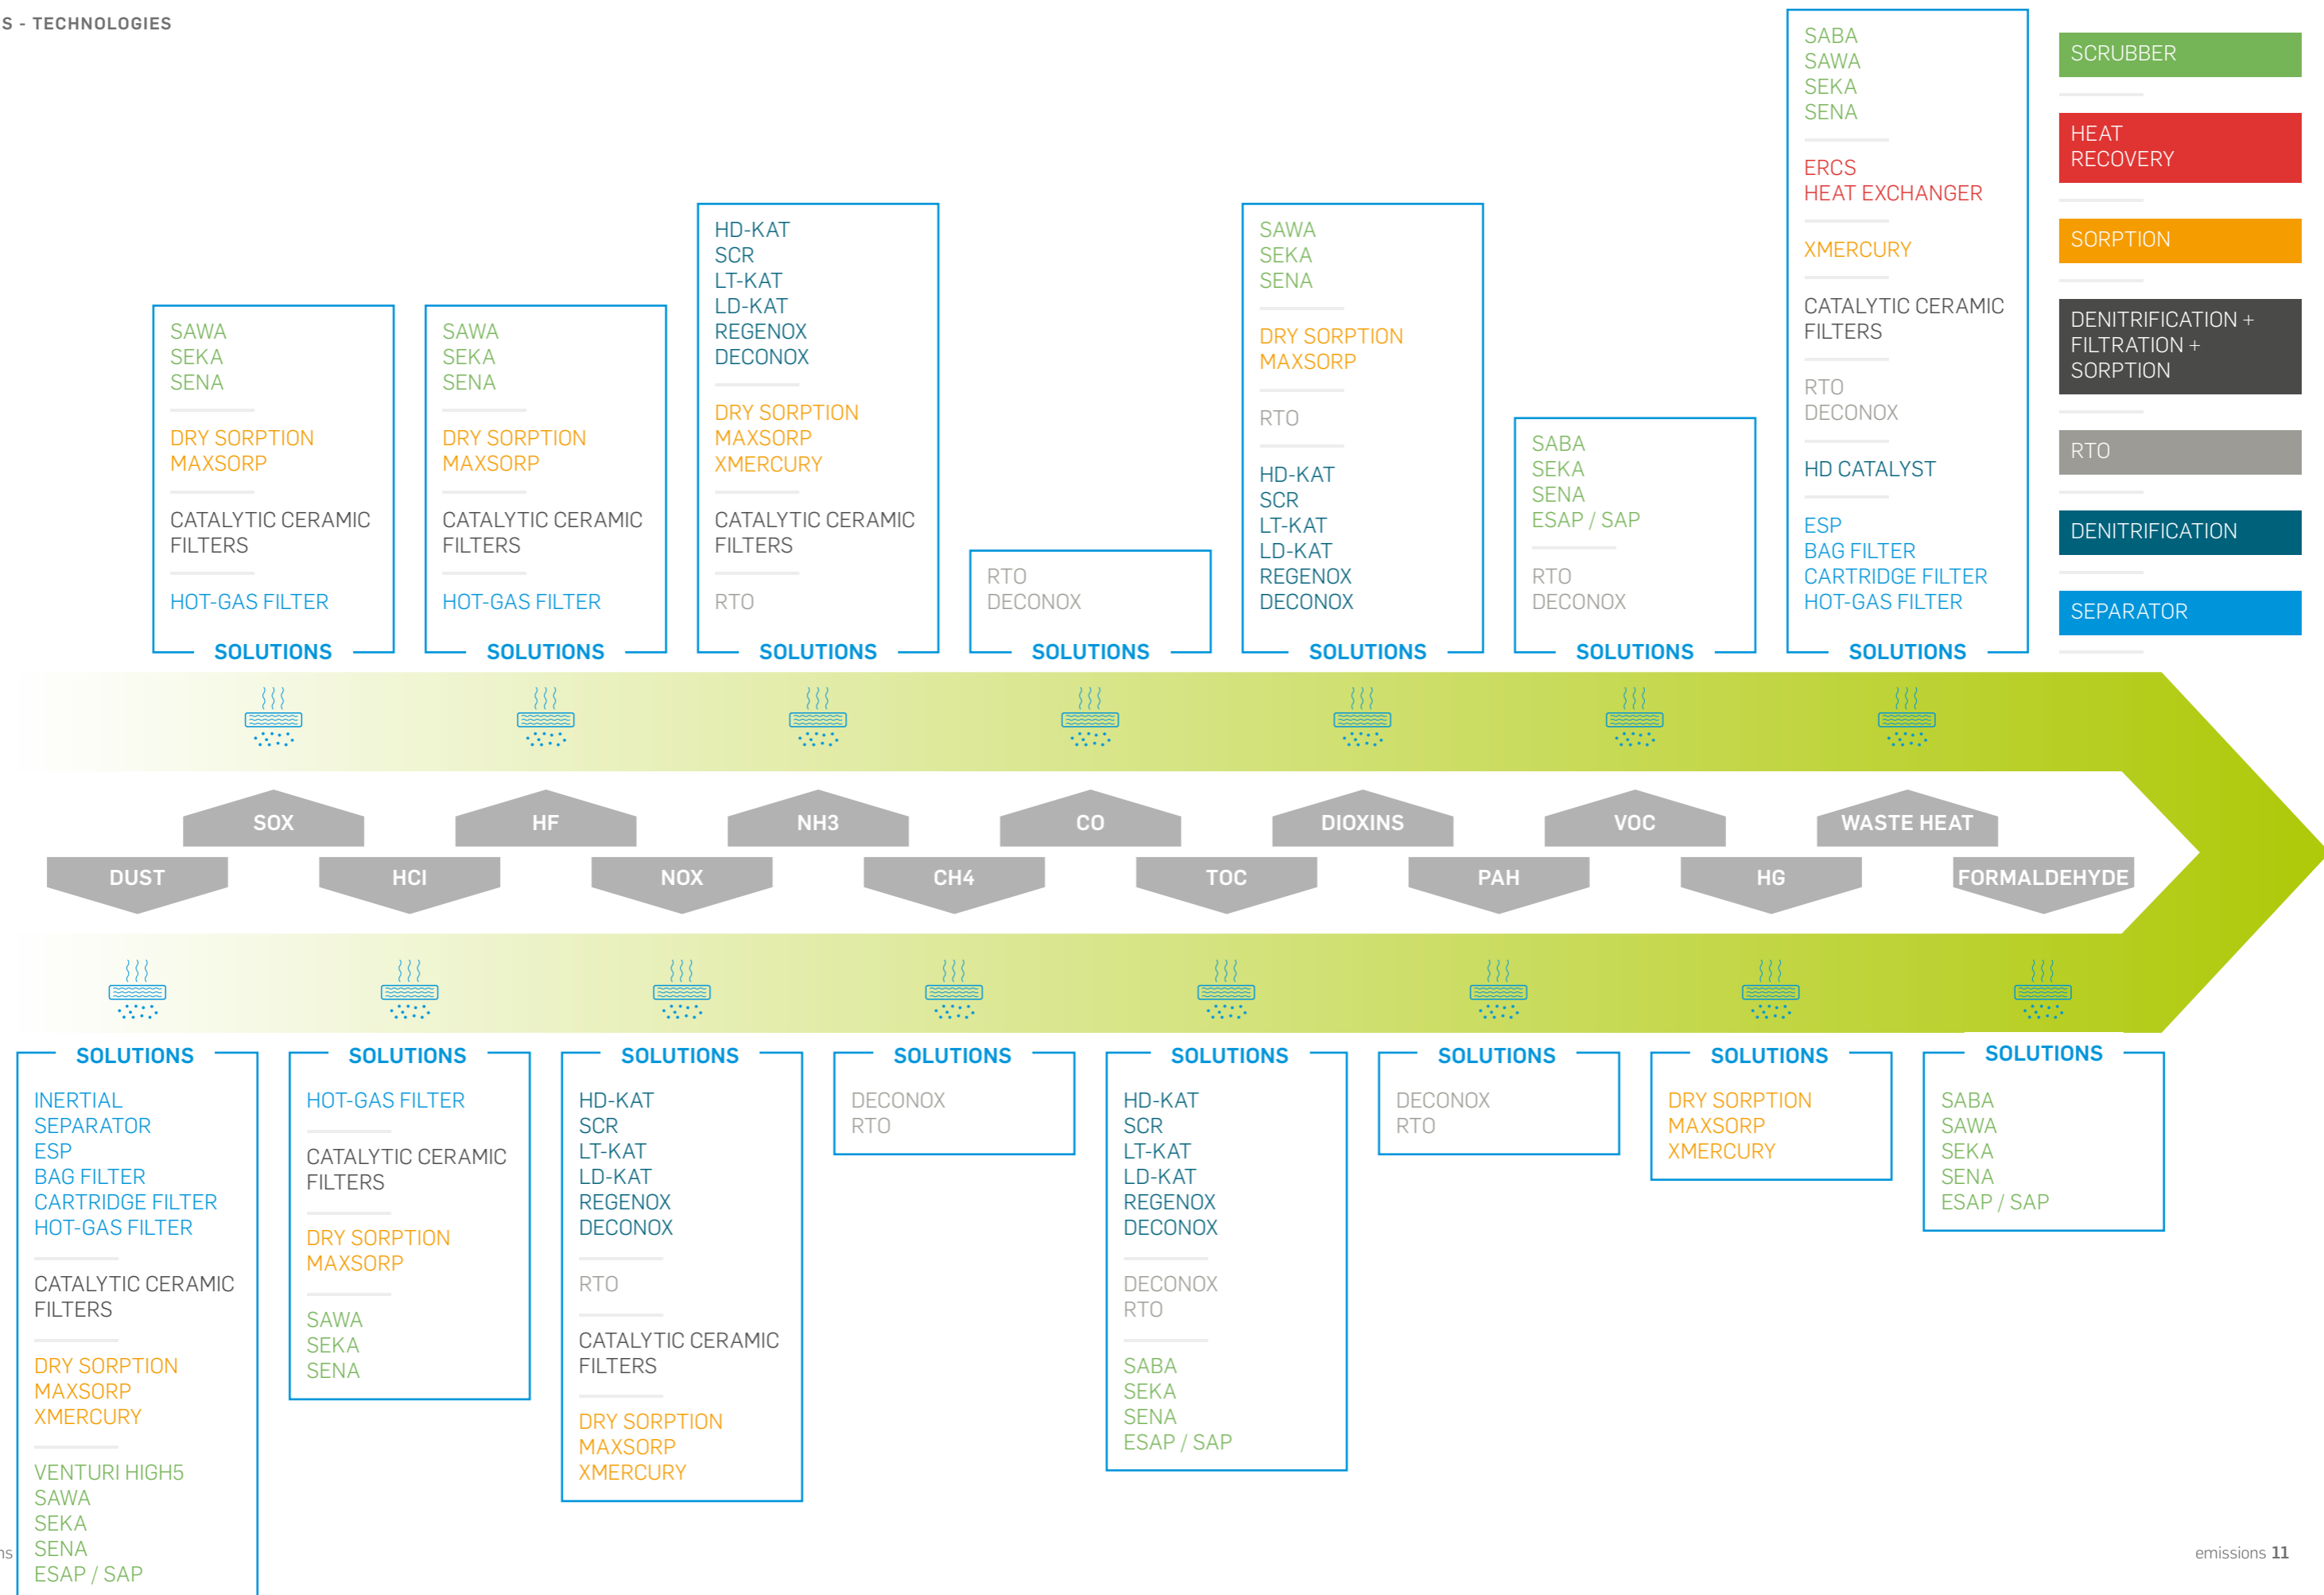 S - TECHNOLOGIES
SAWA
SEKA
SENA
DRY SORPTION
MAXSORP
CATALYTIC CERAMIC
FILTERS
HOT-GAS FILTER
SOLUTIONS
SAWA
SEKA
SENA
DRY SORPTION
MAXSORP
CATALYTIC CERAMIC
FILTERS
HOT-GAS FILTER
SOLUTIONS
HD-KAT
SCR
LT-KAT
LD-KAT
REGENOX
DECONOX
DRY SORPTION
MAXSORP
XMERCURY
CATALYTIC CERAMIC
FILTERS
RTO
SOLUTIONS
RTO
DECONOX
SOLUTIONS
SAWA
SEKA
SENA
DRY SORPTION
MAXSORP
RTO
HD-KAT
SCR
LT-KAT
LD-KAT
REGENOX
DECONOX
SOLUTIONS
SABA
SEKA
SENA
ESAP / SAP
RTO
DECONOX
SOLUTIONS
SABA
SAWA
SEKA
SENA
ERCS
HEAT EXCHANGER
XMERCURY
CATALYTIC CERAMIC
FILTERS
RTO
DECONOX
HD CATALYST
ESP
BAG FILTER
CARTRIDGE FILTER
HOT-GAS FILTER
SOLUTIONS
SCRUBBER
HEAT
RECOVERY
SORPTION
DENITRIFICATION +
FILTRATION +
SORPTION
RTO
DENITRIFICATION
SEPARATOR
SOX
HF
NH3
CO
DIOXINS
VOC
WASTE HEAT
DUST
HCI
NOX
CH4
TOC
PAH
HG
FORMALDEHYDE
SOLUTIONS
INERTIAL
SEPARATOR
ESP
BAG FILTER
CARTRIDGE FILTER
HOT-GAS FILTER
CATALYTIC CERAMIC
FILTERS
DRY SORPTION
MAXSORP
XMERCURY
VENTURI HIGH5
SAWA
SEKA
SENA
ESAP / SAP
SOLUTIONS
HOT-GAS FILTER
CATALYTIC CERAMIC
FILTERS
DRY SORPTION
MAXSORP
SAWA
SEKA
SENA
SOLUTIONS
HD-KAT
SCR
LT-KAT
LD-KAT
REGENOX
DECONOX
RTO
CATALYTIC CERAMIC
FILTERS
DRY SORPTION
MAXSORP
XMERCURY
SOLUTIONS
DECONOX
RTO
SOLUTIONS
HD-KAT
SCR
LT-KAT
LD-KAT
REGENOX
DECONOX
DECONOX
RTO
SABA
SEKA
SENA
ESAP / SAP
SOLUTIONS
DECONOX
RTO
SOLUTIONS
DRY SORPTION
MAXSORP
XMERCURY
SOLUTIONS
SABA
SAWA
SEKA
SENA
ESAP / SAP
ns
emissions 11